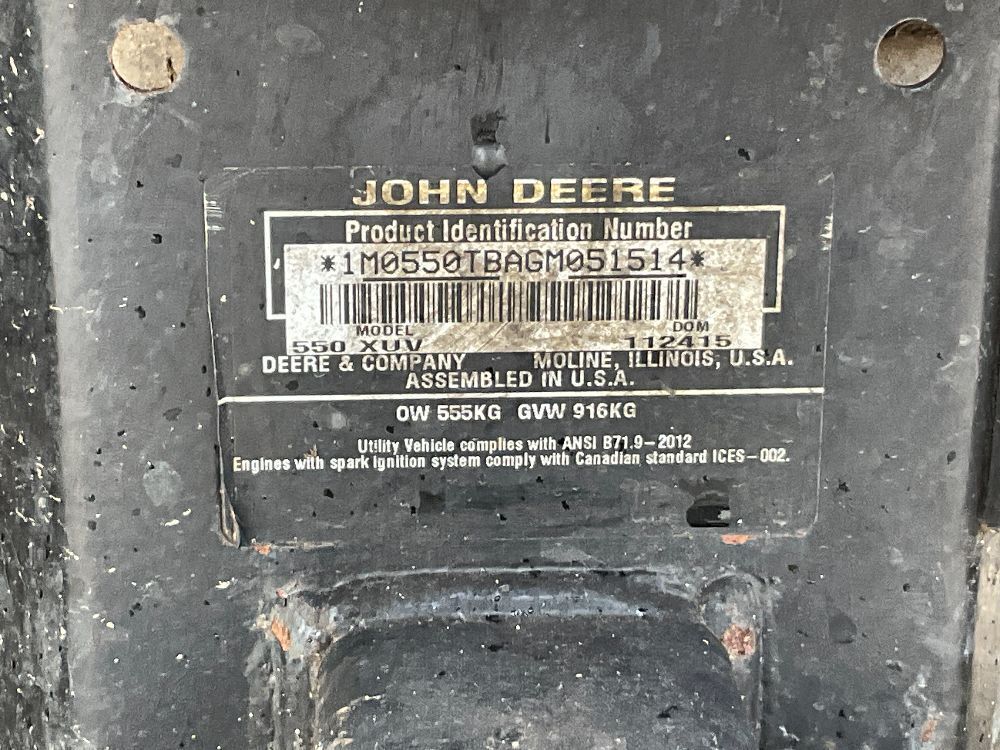 JOHN DEERE
Product Identification Number
*1M0550TBAGM051514*
MODEL DOM
550 XUV 112415
DEERE & COMPANY MOLINE, ILLINOIS, U.S.A.
ASSEMBLED IN U.S.A.
OW 555KG GVW 916KG
Utility Vehicle complies with ANSI B71.9-2012
Engines with spark ignition system comply with Canadian standard ICES-002.